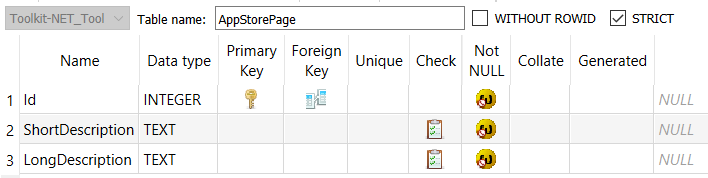 Toolkit-NET_Tool Table name: AppStorePage WITHOUT ROWID STRICT
Name Data type Primary Key Foreign Key Unique Check Not NULL Collate Generated
1 Id INTEGER NULL
2 ShortDescription TEXT NULL
3 LongDescription TEXT NULL